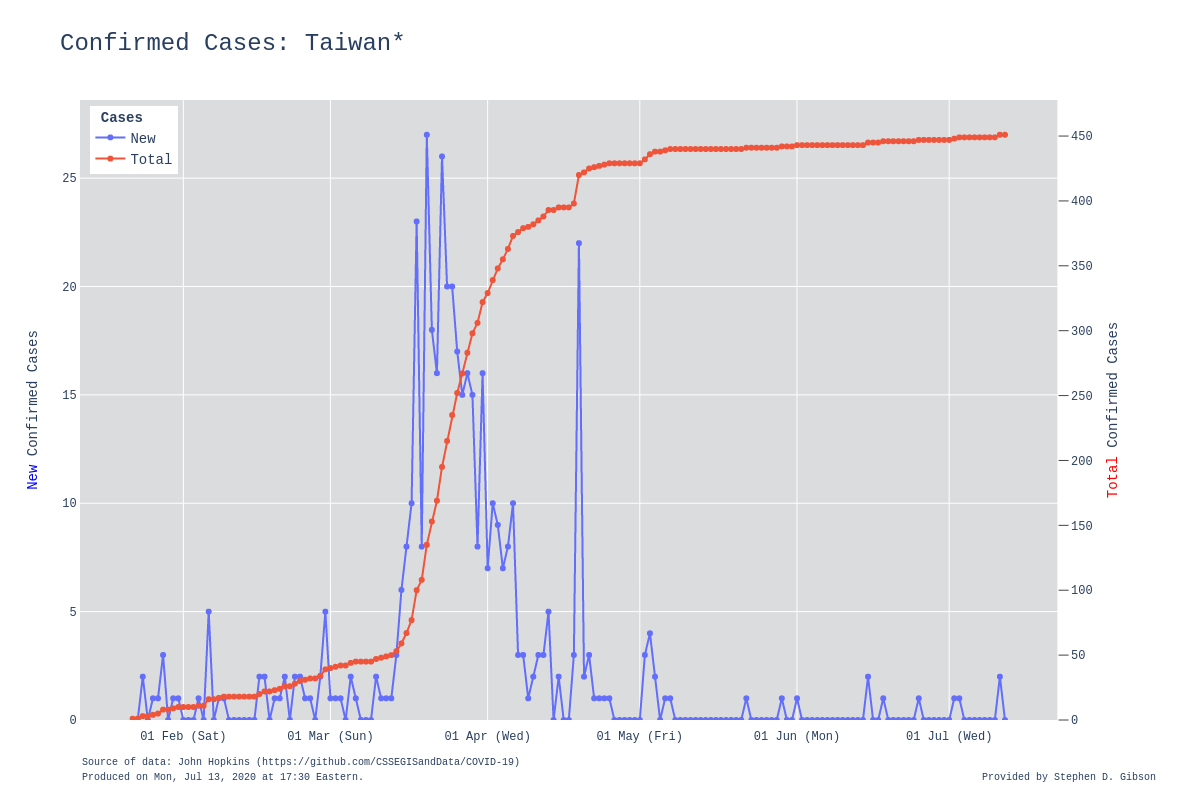 Confirmed Cases: Taiwan*
Cases
New
Total
25
20
15
10
5
0
450
400
350
300
250
200
150
100
50
0
New Confirmed Cases
Total Confirmed Cases
01 Feb (Sat)
01 Mar (Sun)
01 Apr (Wed)
01 May (Fri)
01 Jun (Mon)
01 Jul (Wed)
Source of data: John Hopkins (https://github.com/CSSEGISandData/COVID-19)
Produced on Mon, Jul 13, 2020 at 17:30 Eastern.
Provided by Stephen D. Gibson